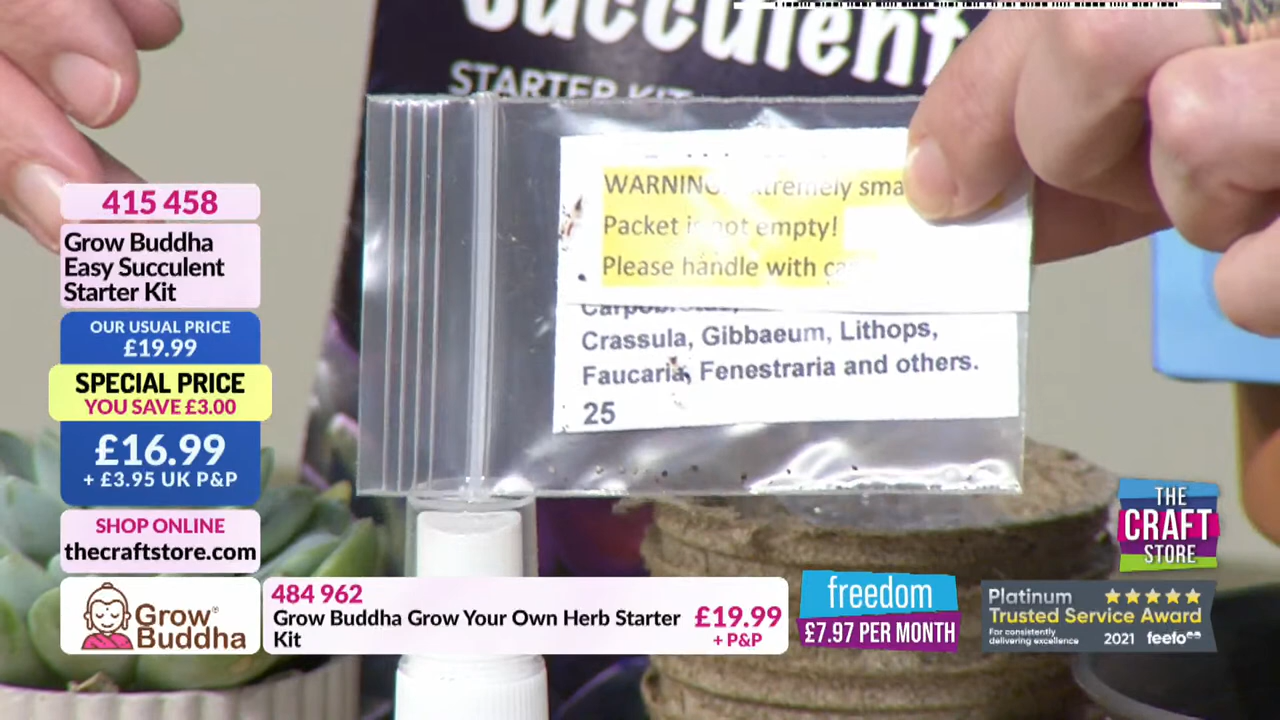 Succulent
STARTER KIT
WARNING
Packet is not empty!
Please handle with
Crassula, Gibbaeum, Lithops,
Faucaria, Fenestraria and others.
25
415 458
Grow Buddha
Easy Succulent
Starter Kit
OUR USUAL PRICE
£19.99
SPECIAL PRICE
YOU SAVE £3.00
£16.99
+ £3.95 UK P&P
SHOP ONLINE
thecraftstore.com
Grow
Buddha
484 962
Grow Buddha Grow Your Own Herb Starter
Kit
£19.99
+ P&P
freedom
£7.97 PER MONTH
THE
CRAFT
STORE
Platinum
Trusted Service Award
For consistently
delivering excellence
2021 feefo